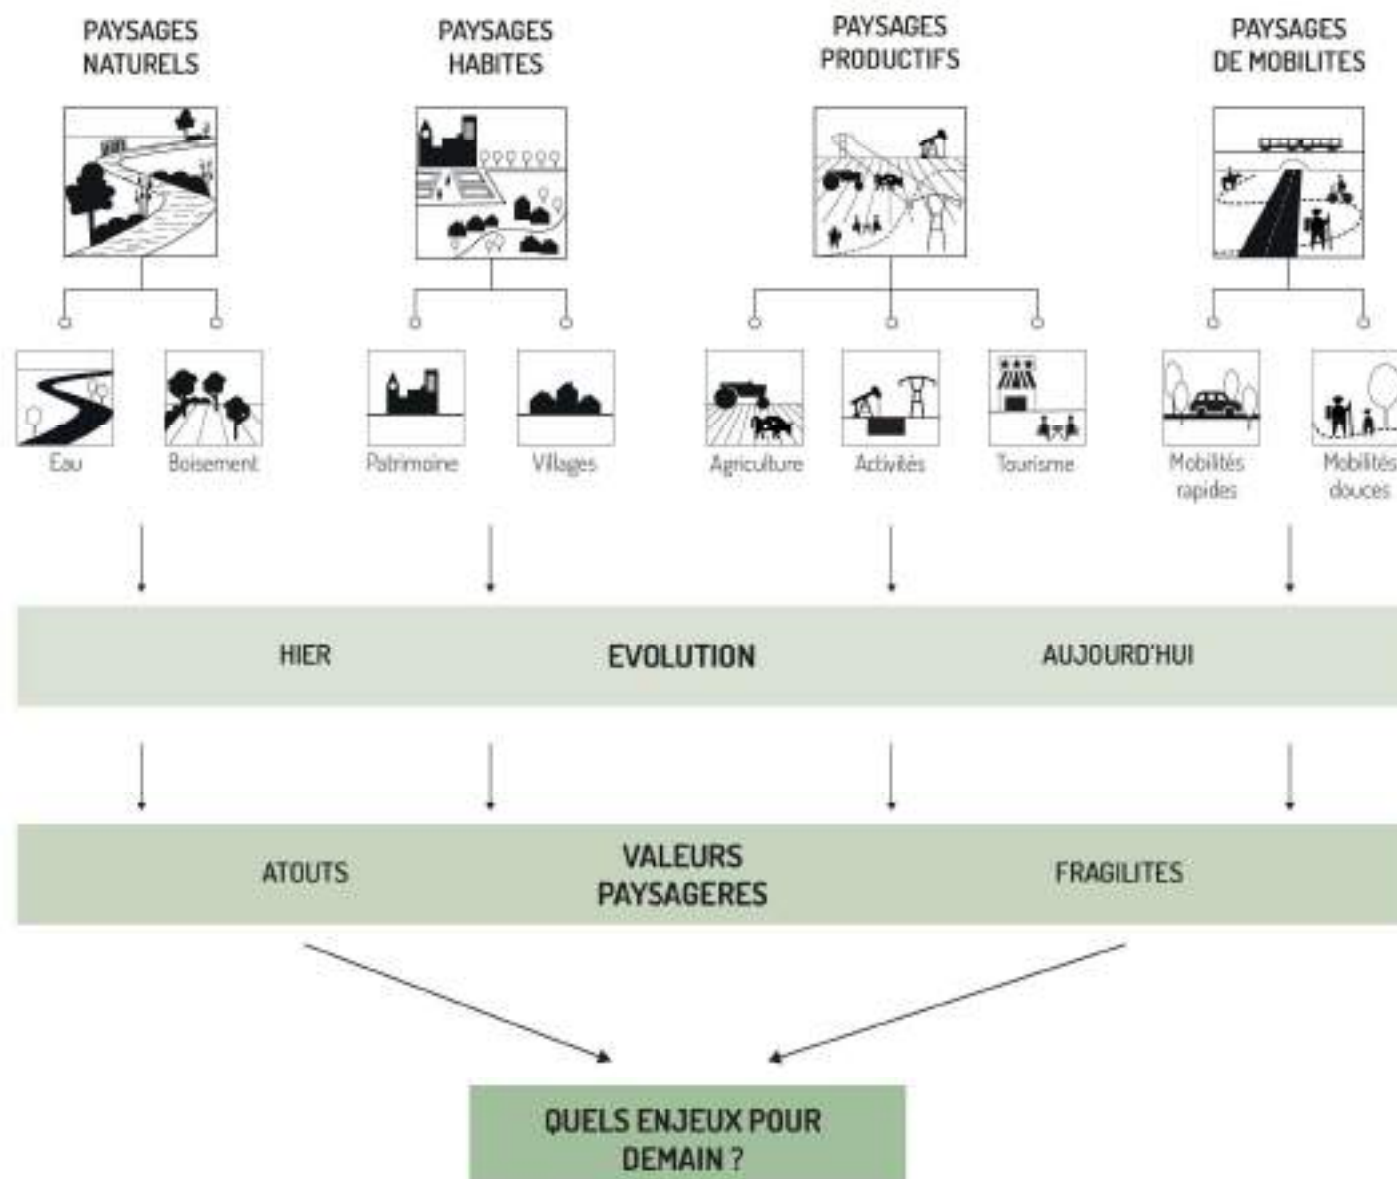 PAYSAGES
NATURELS
PAYSAGES
HABITES
PAYSAGES
PRODUCTIFS
PAYSAGES
DE MOBILITES
Eau
Boisement
Patrimoine
Villages
Agriculture
Activités
Tourisme
Mobilités
rapides
Mobilités
douces
HIER
EVOLUTION
AUJOURD'HUI
ATOUTS
VALEURS
PAYSAGERES
FRAGILITES
QUELS ENJEUX POUR
DEMAIN ?